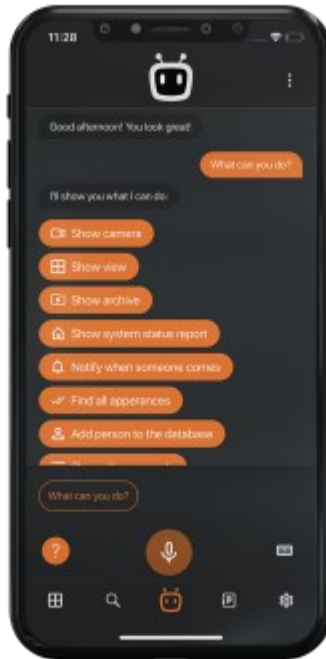 11:28
Good afternoon! You look great!
What can you do?
I'll show you what I can do:
Show camera
Show view
Show archive
Show system status report
Notify when someone comes
Find all apperances
Add person to the database
What can you do?
?